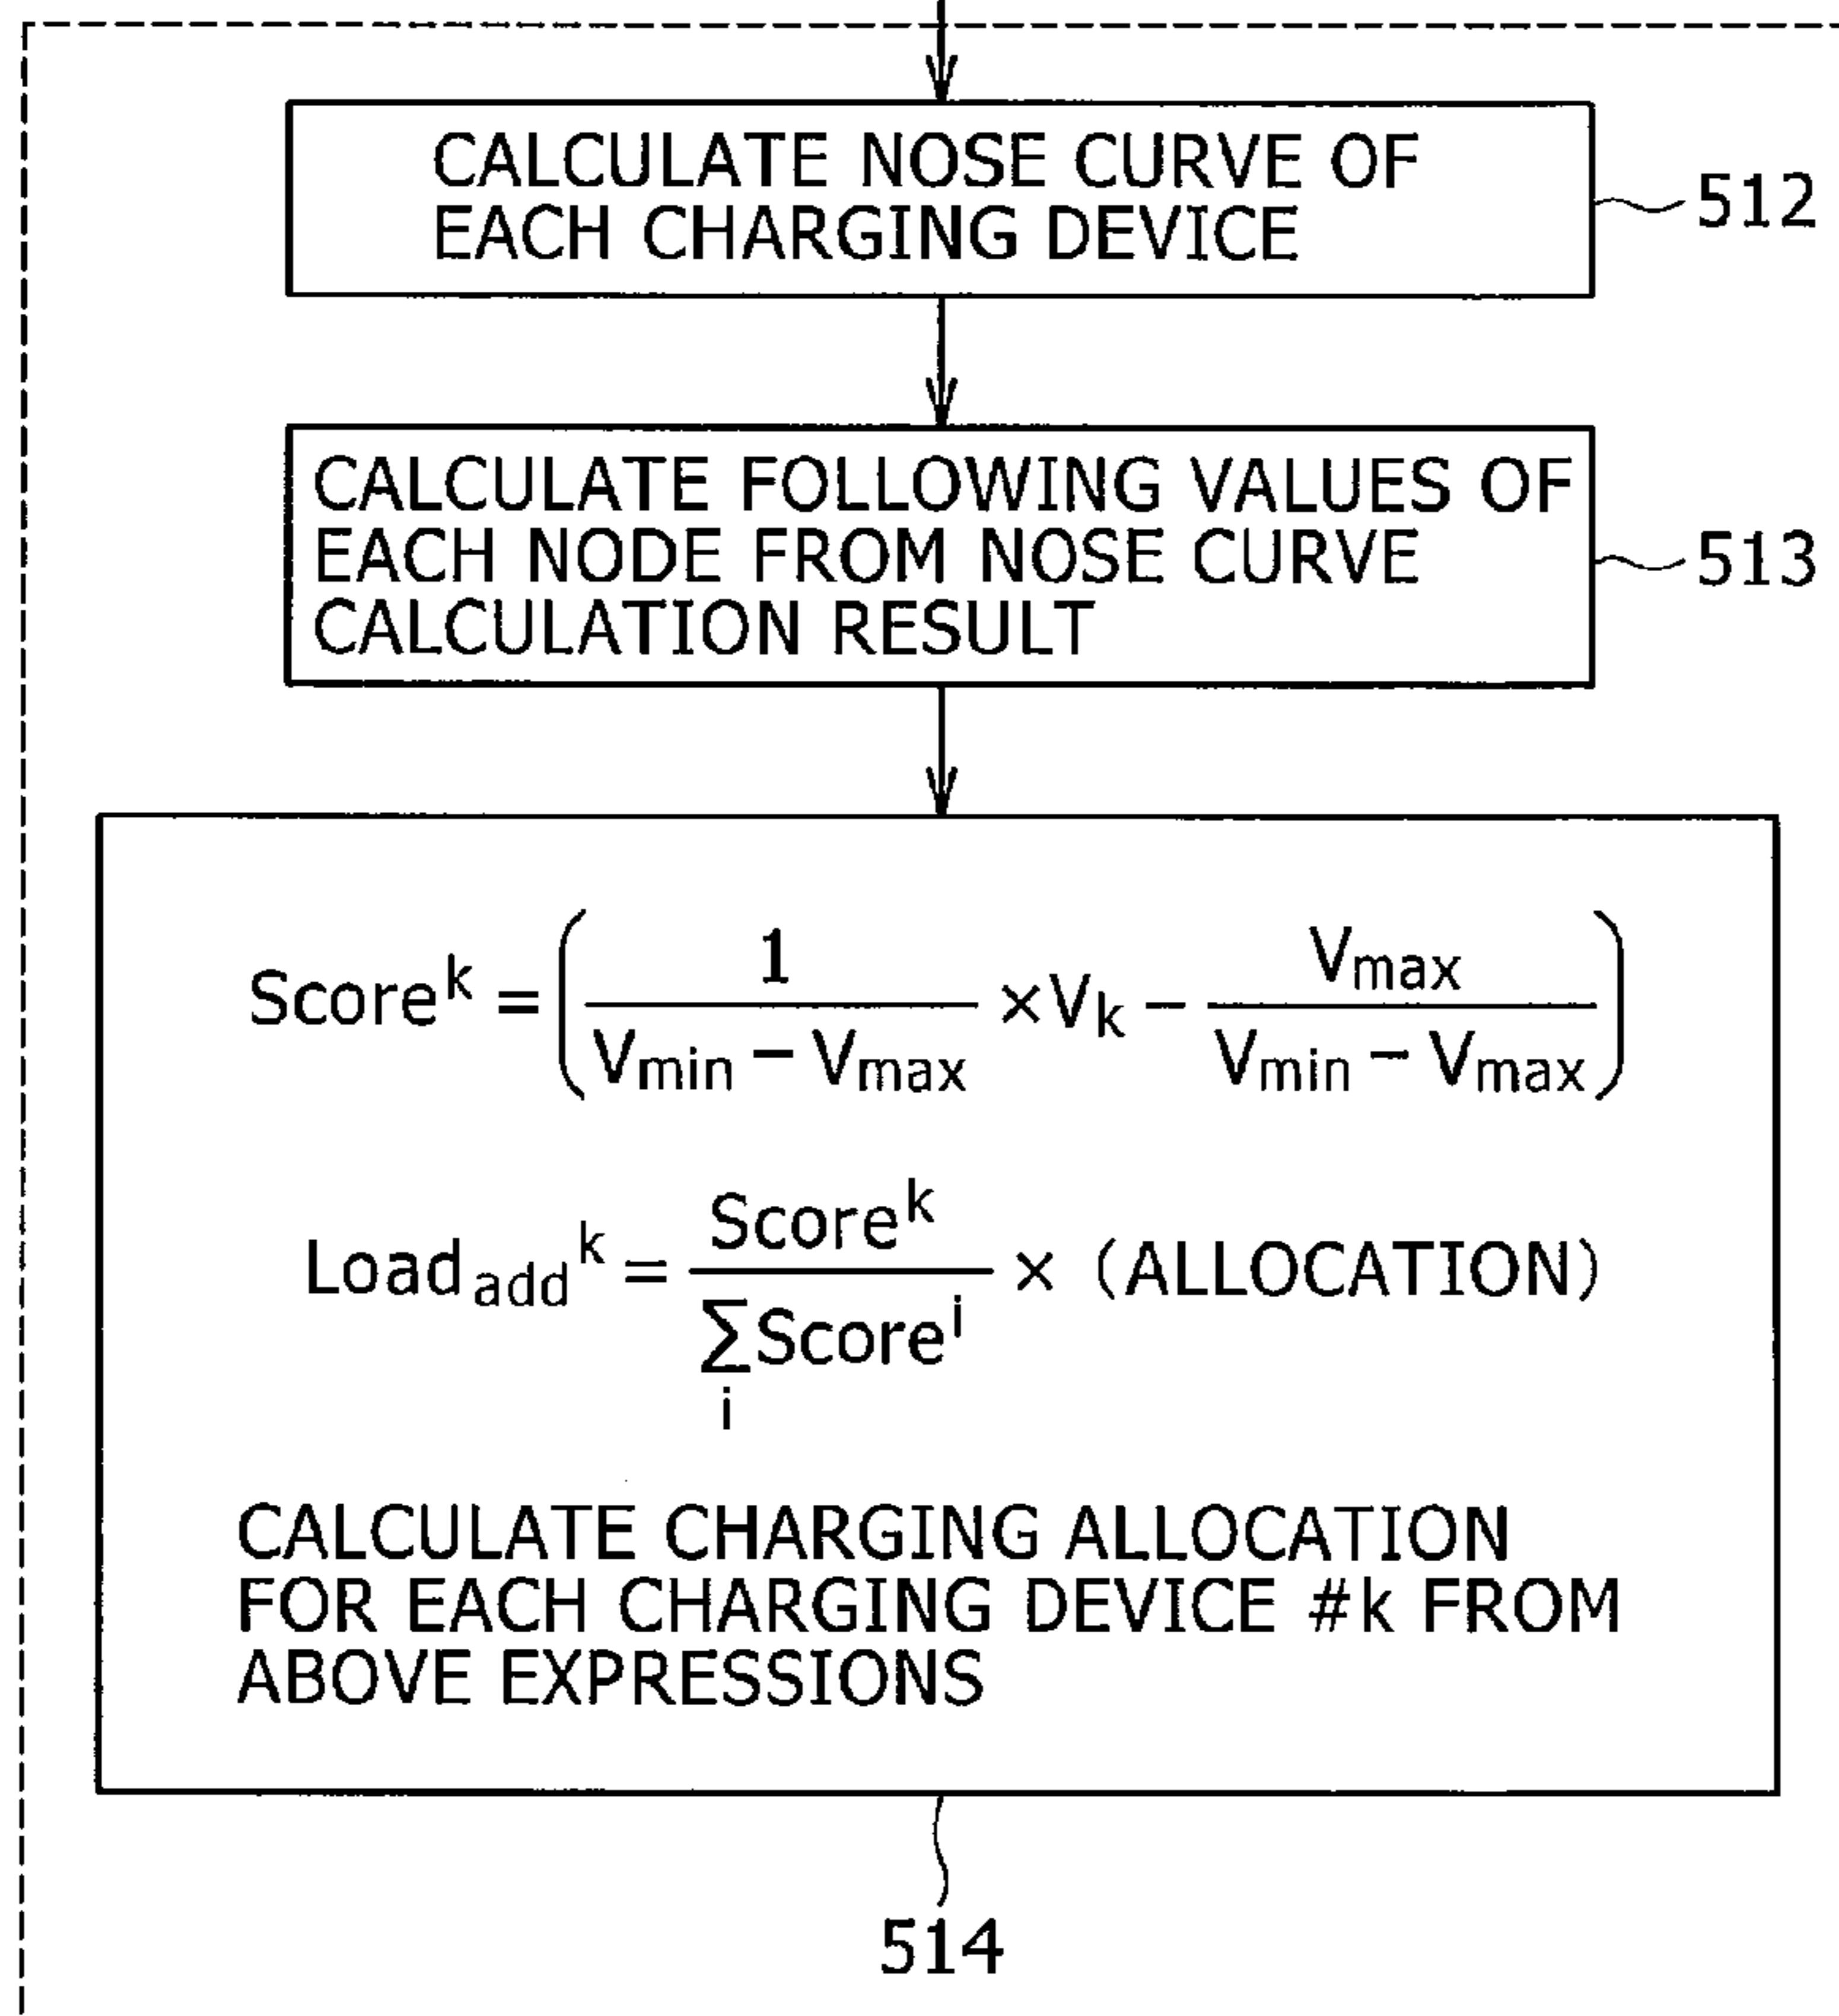 CALCULATE NOSE CURVE OF
EACH CHARGING DEVICE
512
CALCULATE FOLLOWING VALUES OF
EACH NODE FROM NOSE CURVE
CALCULATION RESULT
513
Score^k = ( 1 / (V_min − V_max) × V_k − V_max / (V_min − V_max) )
Load_add^k = Score^k / ∑_i Score^i × (ALLOCATION)
CALCULATE CHARGING ALLOCATION
FOR EACH CHARGING DEVICE #k FROM
ABOVE EXPRESSIONS
514